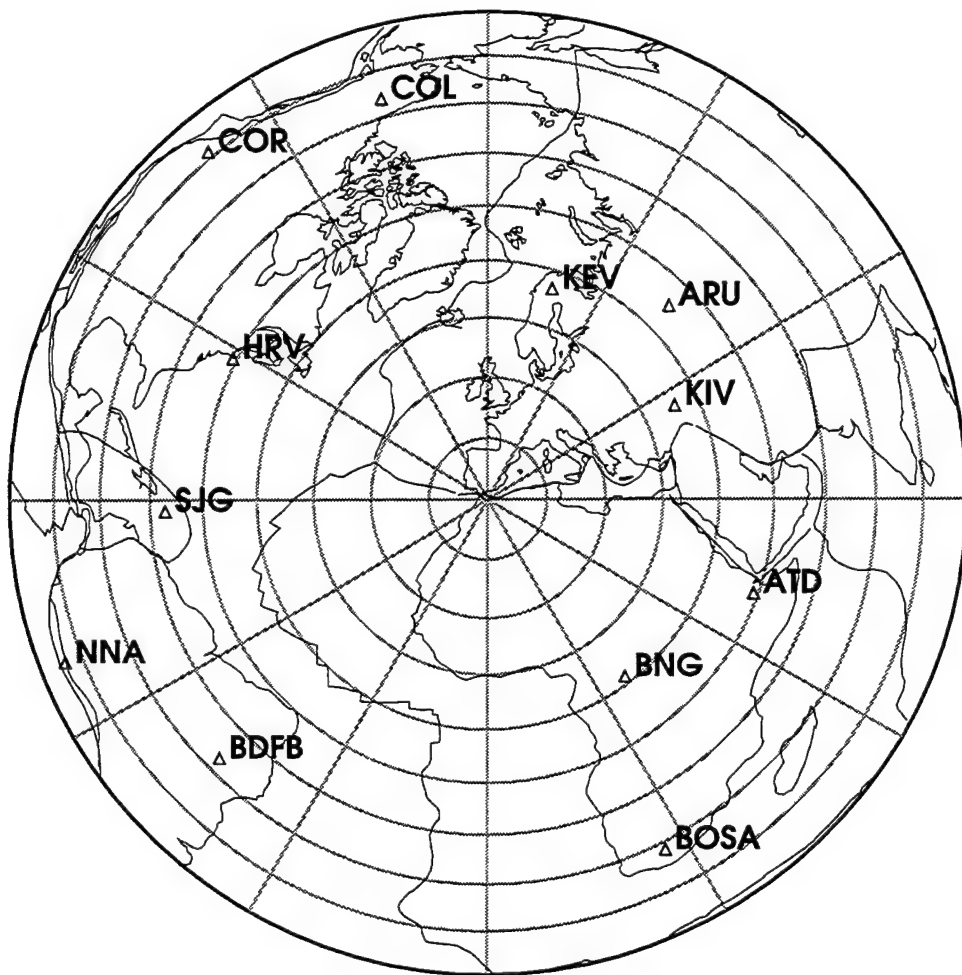 COL
COR
KEV
ARU
HRV
KIV
SJG
ATD
NNA
BNG
BDFB
BOSA